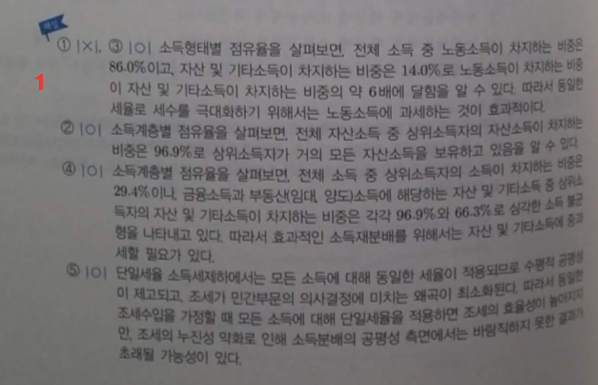 해설
1
① |×|, ③ |○| 소득형태별 점유율을 살펴보면, 전체 소득 중 노동소득이 차지하는 비중은
86.0%이고, 자산 및 기타소득이 차지하는 비중은 14.0%로 노동소득이 차지하는 비중
이 자산 및 기타소득이 차지하는 비중의 약 6배에 달함을 알 수 있다. 따라서 동일한
세율로 세수를 극대화하기 위해서는 노동소득에 과세하는 것이 효과적이다.
② |○| 소득계층별 점유율을 살펴보면, 전체 자산소득 중 상위소득자의 자산소득이 차지하는
비중은 96.9%로 상위소득자가 거의 모든 자산소득을 보유하고 있음을 알 수 있다.
④ |○| 소득계층별 점유율을 살펴보면, 전체 소득 중 상위소득자의 소득이 차지하는 비중은
29.4%이나, 금융소득과 부동산(임대, 양도)소득에 해당하는 자산 및 기타소득 중 상위소
득자의 자산 및 기타소득이 차지하는 비중은 각각 96.9%와 66.3%로 심각한 소득 불균
형을 나타내고 있다. 따라서 효과적인 소득재분배를 위해서는 자산 및 기타소득에 중과
세할 필요가 있다.
⑤ |○| 단일세율 소득세제하에서는 모든 소득에 대해 동일한 세율이 적용되므로 수평적 공평성
이 제고되고, 조세가 민간부문의 의사결정에 미치는 왜곡이 최소화된다. 따라서 동일한
조세수입을 가정할 때 모든 소득에 대해 단일세율을 적용하면 조세의 효율성이 높아지지
만, 조세의 누진성 약화로 인해 소득분배의 공평성 측면에서는 바람직하지 못한 결과가
초래될 가능성이 있다.